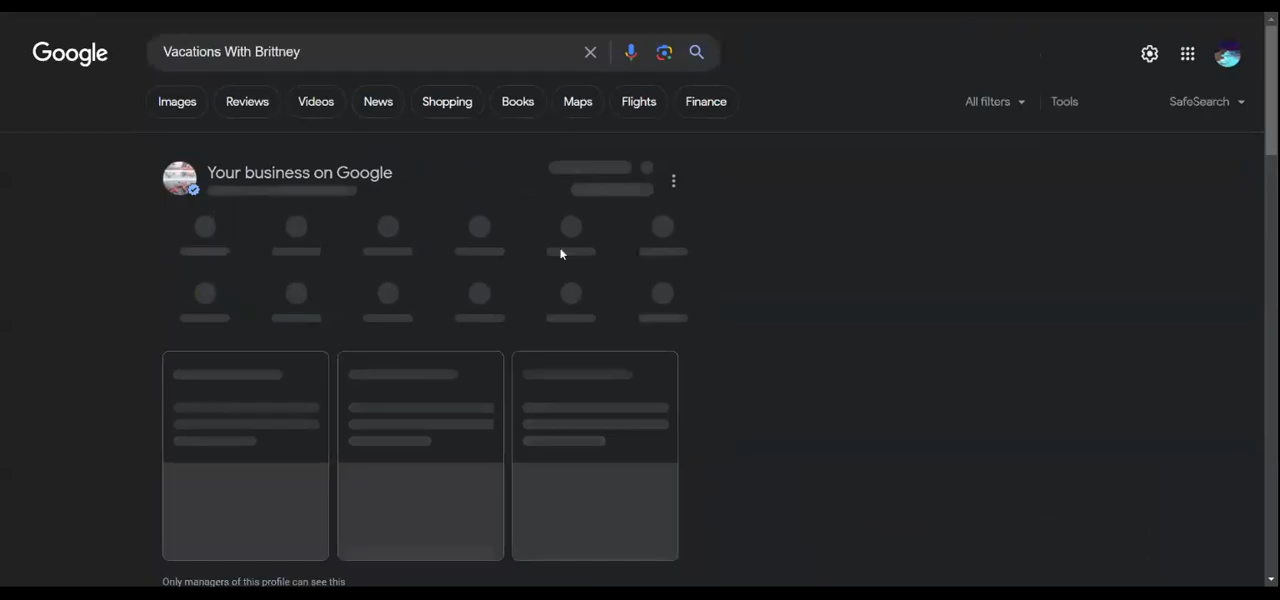 Google
Vacations With Brittney
Images Reviews Videos News Shopping Books Maps Flights Finance All filters Tools SafeSearch
Your business on Google
Only managers of this profile can see this